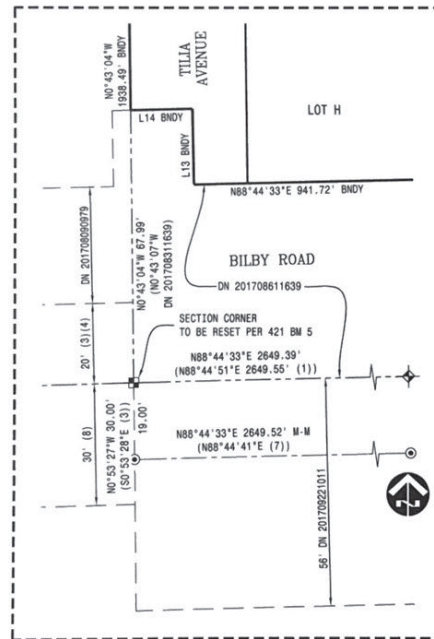 N0°43'04"W
1938.49' BNDY
TILIA
AVENUE
LOT H
L14 BNDY
L13 BNDY
N88°44'33"E 941.72' BNDY
DN 201708090979
N0°43'04"W 67.99'
(N0°43'07"W
DN 201708311639)
BILBY ROAD
DN 201708611639
SECTION CORNER
TO BE RESET PER 421 BM 5
20' (3)(4)
N88°44'33"E 2649.39'
(N88°44'51"E 2649.55' (1))
30' (8)
N0°53'27"W 30.00'
(S0°53'28"E (3))
19.00'
N88°44'33"E 2649.52' M-M
(N88°44'41"E (7))
56' DN 201709221011
N